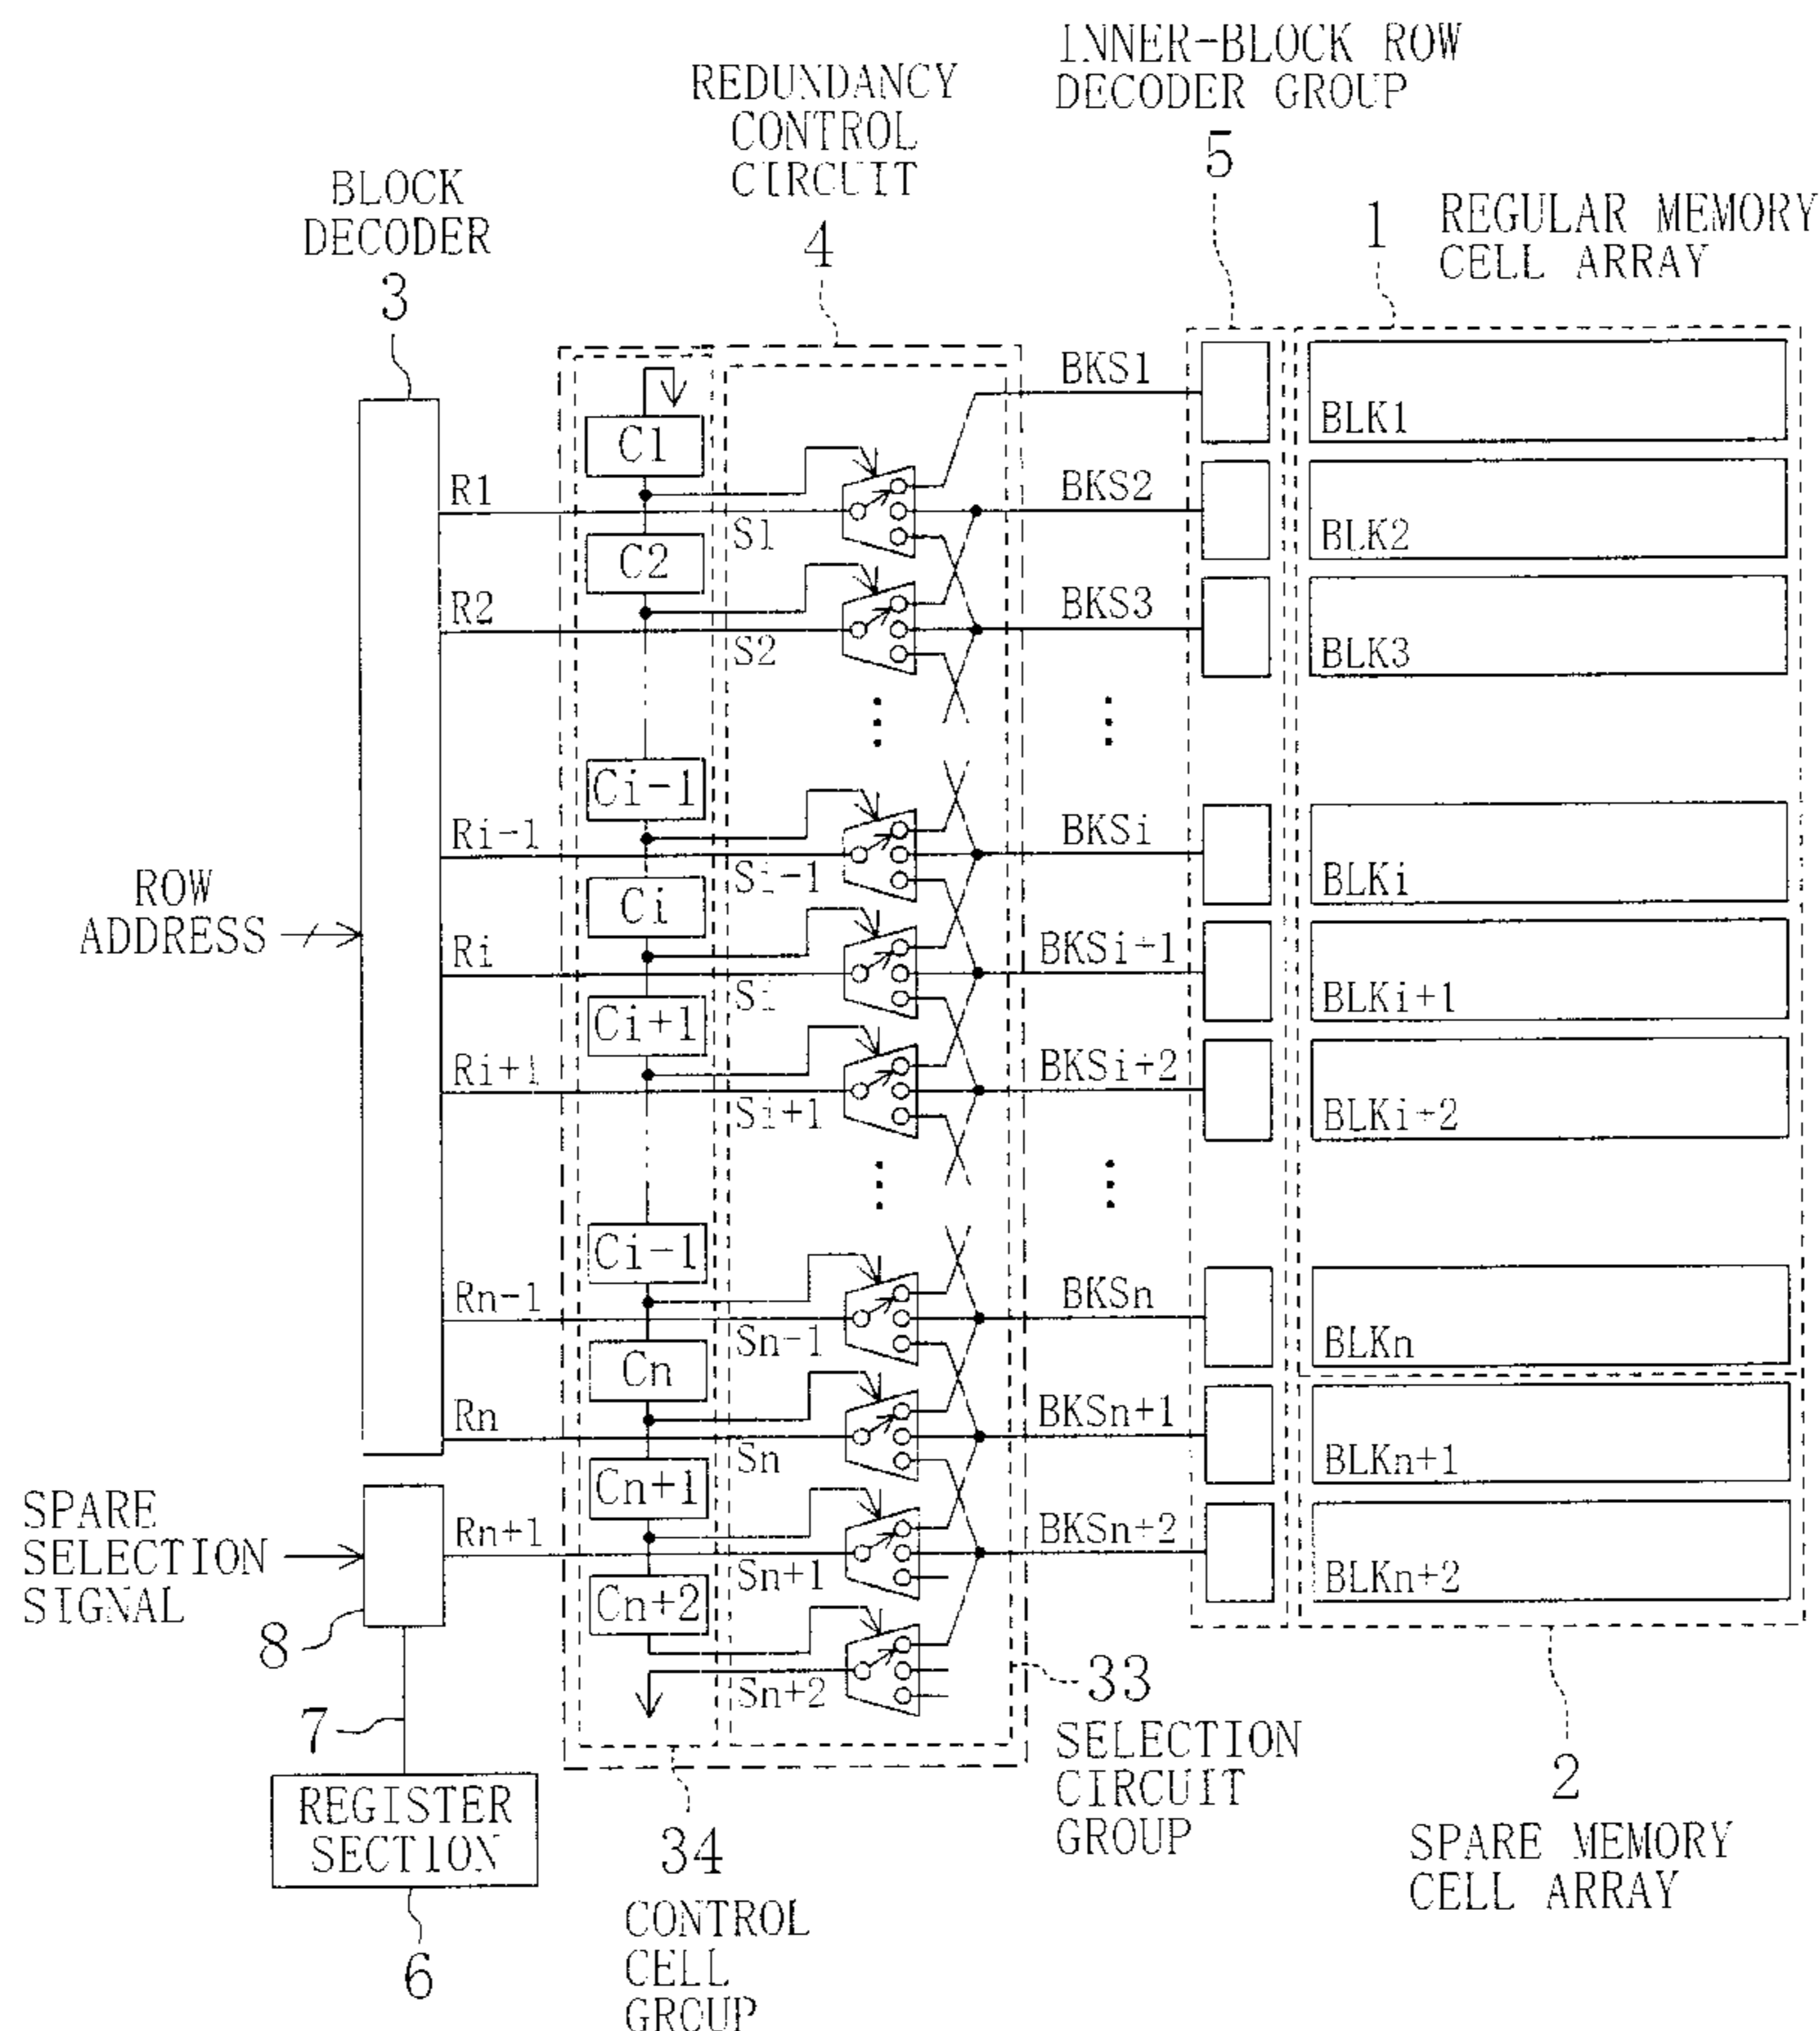 INNER-BLOCK ROW
DECODER GROUP
5
REDUNDANCY
CONTROL
CIRCUIT
4
BLOCK
DECODER
3
1
REGULAR MEMORY
CELL ARRAY
BKS1
BLK1
C1
R1
S1
BKS2
BLK2
C2
R2
S2
BKS3
BLK3
Ci-1
Ri-1
Si-1
BKSi
BLKi
ROW
ADDRESS
Ci
Ri
Si
BKSi+1
BLKi+1
Ci+1
Ri+1
Si+1
BKSi+2
BLKi+2
Ci-1
Rn-1
Sn-1
BKSn
BLKn
Cn
Rn
Sn
BKSn+1
BLKn+1
Cn+1
SPARE
SELECTION
SIGNAL
8
Rn+1
Sn+1
BKSn+2
BLKn+2
Cn+2
Sn+2
7
REGISTER
SECTION
6
34
CONTROL
CELL
GROUP
33
SELECTION
CIRCUIT
GROUP
2
SPARE MEMORY
CELL ARRAY